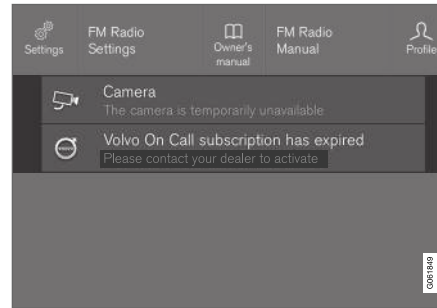 Settings
FM Radio
Settings
Owner's
manual
FM Radio
Manual
Profile
Camera
The camera is temporarily unavailable
Volvo On Call subscription has expired
Please contact your dealer to activate
G061849